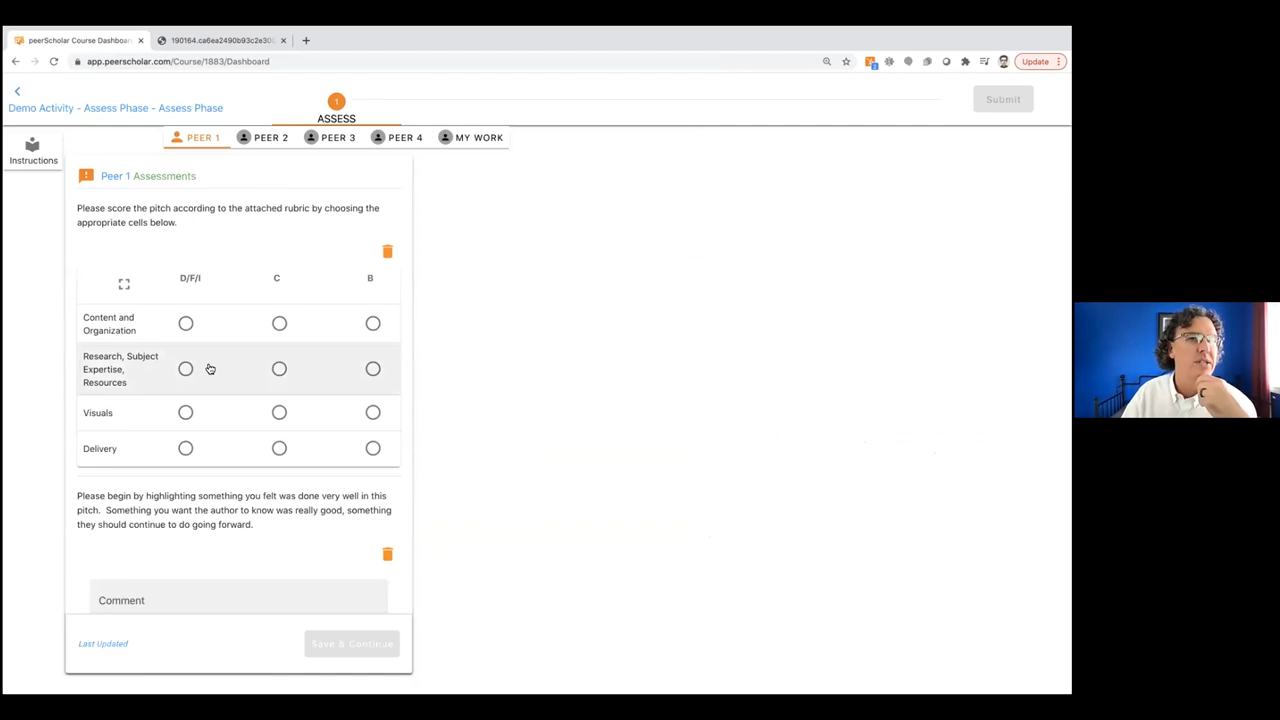 peerScholar Course Dashboar
190164.ca6ea2490b93c2e300
app.peerscholar.com/Course/1883/Dashboard
Update
Demo Activity - Assess Phase - Assess Phase
1
ASSESS
Submit
Instructions
PEER 1
PEER 2
PEER 3
PEER 4
MY WORK
Peer 1 Assessments
Please score the pitch according to the attached rubric by choosing the
appropriate cells below.
D/F/I
C
B
Content and
Organization
Research, Subject
Expertise,
Resources
Visuals
Delivery
Please begin by highlighting something you felt was done very well in this
pitch. Something you want the author to know was really good, something
they should continue to do going forward.
Comment
Last Updated
Save & Continue